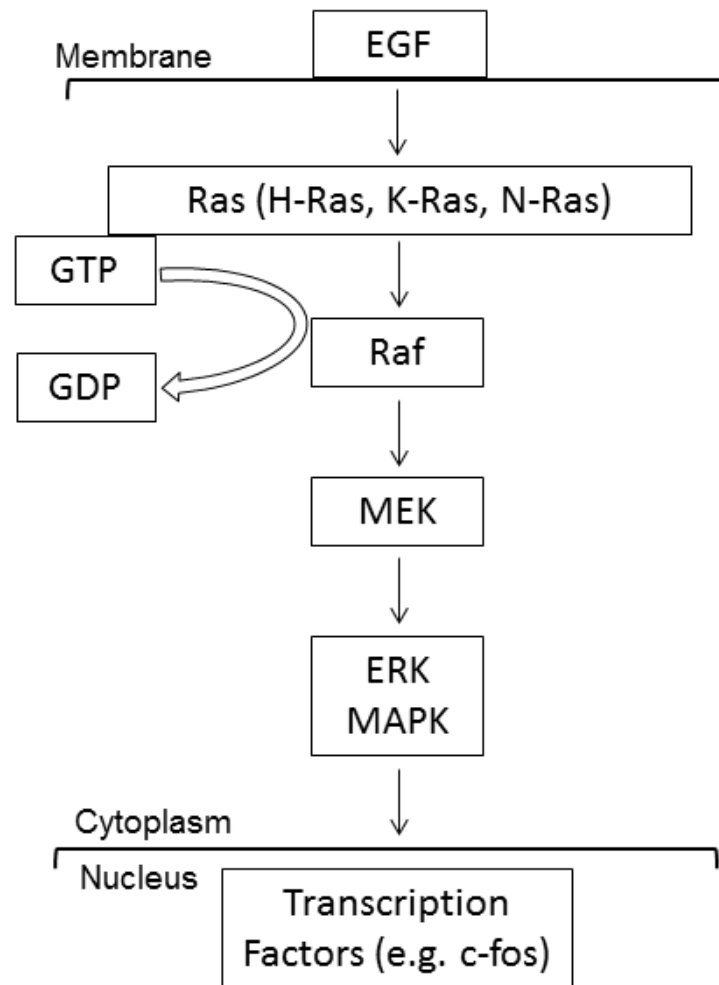 EGF
Membrane
Ras (H-Ras, K-Ras, N-Ras)
GTP
Raf
GDP
MEK
ERK
MAPK
Cytoplasm
Nucleus
Transcription
Factors (e.g. c-fos)